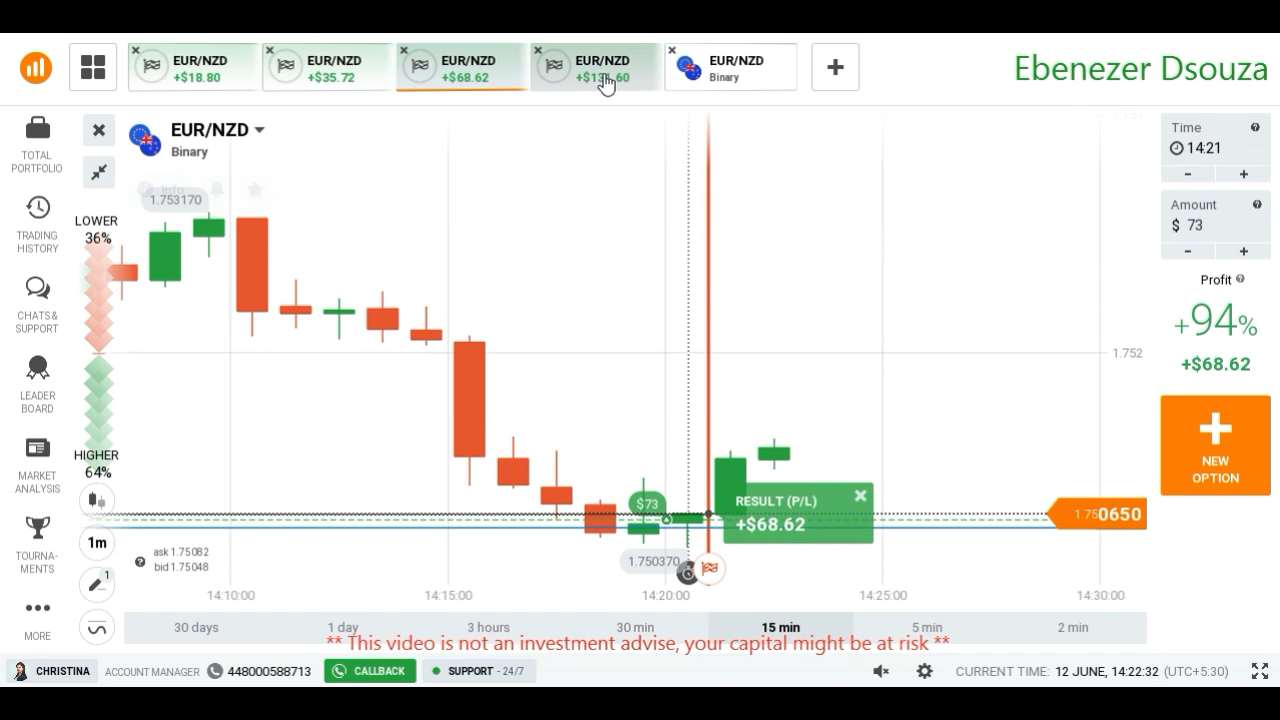 EUR/NZD
+$18.80
EUR/NZD
+$35.72
EUR/NZD
+$68.62
EUR/NZD
EUR/NZD
Binary
Ebenezer Dsouza
TOTAL
PORTFOLIO
TRADING
HISTORY
CHATS &
SUPPORT
LEADER
BOARD
MARKET
ANALYSIS
TOURNA-
MENTS
MORE
EUR/NZD
Binary
Info
1.753170
LOWER
36%
HIGHER
64%
1m
1
ask 1.75082
bid 1.75048
$73
RESULT (P/L)
+$68.62
1.750370
1.754
1.752
1.750650
14:10:00
14:15:00
14:20:00
14:25:00
14:30:00
30 days
1 day
3 hours
30 min
15 min
5 min
2 min
** This video is not an investment advise, your capital might be at risk **
Time
14:21
- +
Amount
$ 73
- +
Profit
+94%
+$68.62
NEW
OPTION
CHRISTINA
ACCOUNT MANAGER
448000588713
CALLBACK
SUPPORT - 24/7
CURRENT TIME: 12 JUNE, 14:22:32 (UTC+5:30)